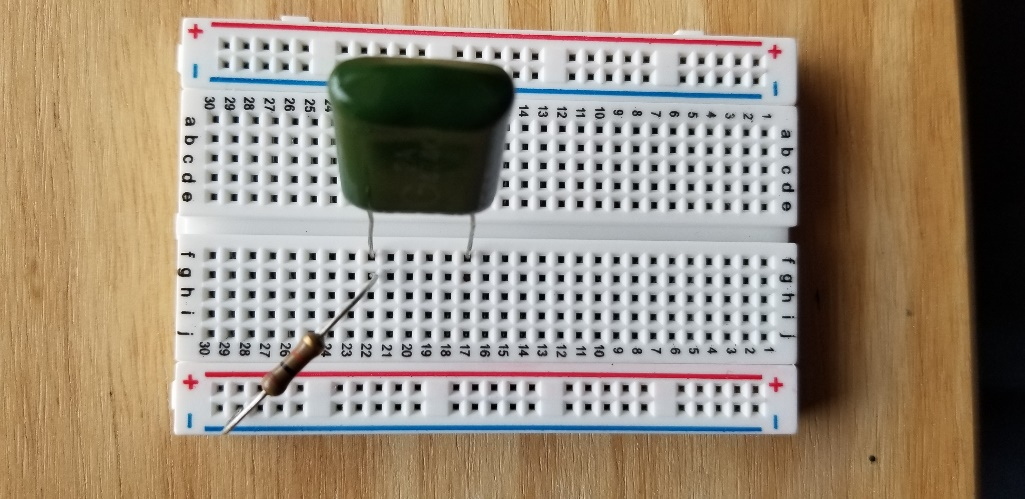 + +
- -
30 29 28 27 26 25 14 13 12 11 10 9 8 7 6 5 4 3 2 1
a a
b b
c c
d d
e e
f f
g g
h h
i i
j j
30 29 28 27 26 24 23 22 21 20 19 18 17 16 15 14 13 12 11 10 9 8 7 6 5 4 3 2 1
+ +
- -